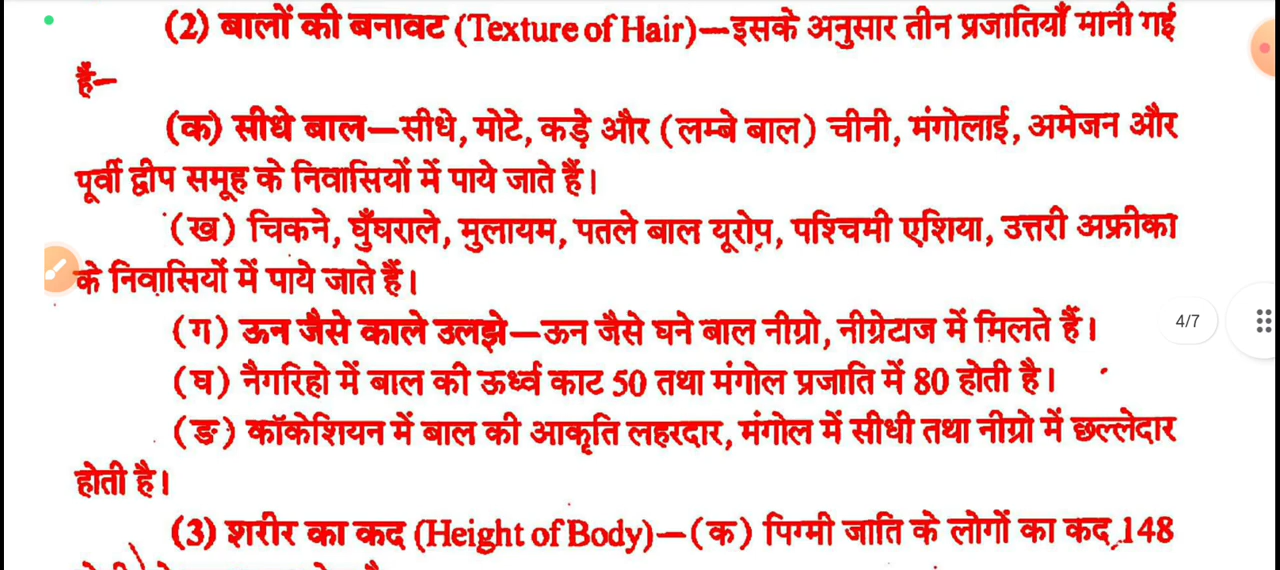 (2) बालों की बनावट (Texture of Hair)—इसके अनुसार तीन प्रजातियाँ मानी गई
हैं—
(क) सीधे बाल—सीधे, मोटे, कड़े और (लम्बे बाल) चीनी, मंगोलाई, अमेजन और
पूर्वी द्वीप समूह के निवासियों में पाये जाते हैं।
(ख) चिकने, घुँघराले, मुलायम, पतले बाल यूरोप, पश्चिमी एशिया, उत्तरी अफ्रीका
के निवासियों में पाये जाते हैं।
4/7
(ग) ऊन जैसे काले उलझे—ऊन जैसे घने बाल नीग्रो, नीग्रेटाज में मिलते हैं।
(घ) नैगरिहो में बाल की ऊर्ध्व काट 50 तथा मंगोल प्रजाति में 80 होती है।
(ङ) कॉकेशियन में बाल की आकृति लहरदार, मंगोल में सीधी तथा नीग्रो में छल्लेदार
होती है।
(3) शरीर का कद (Height of Body)—(क) पिग्मी जाति के लोगों का कद 148